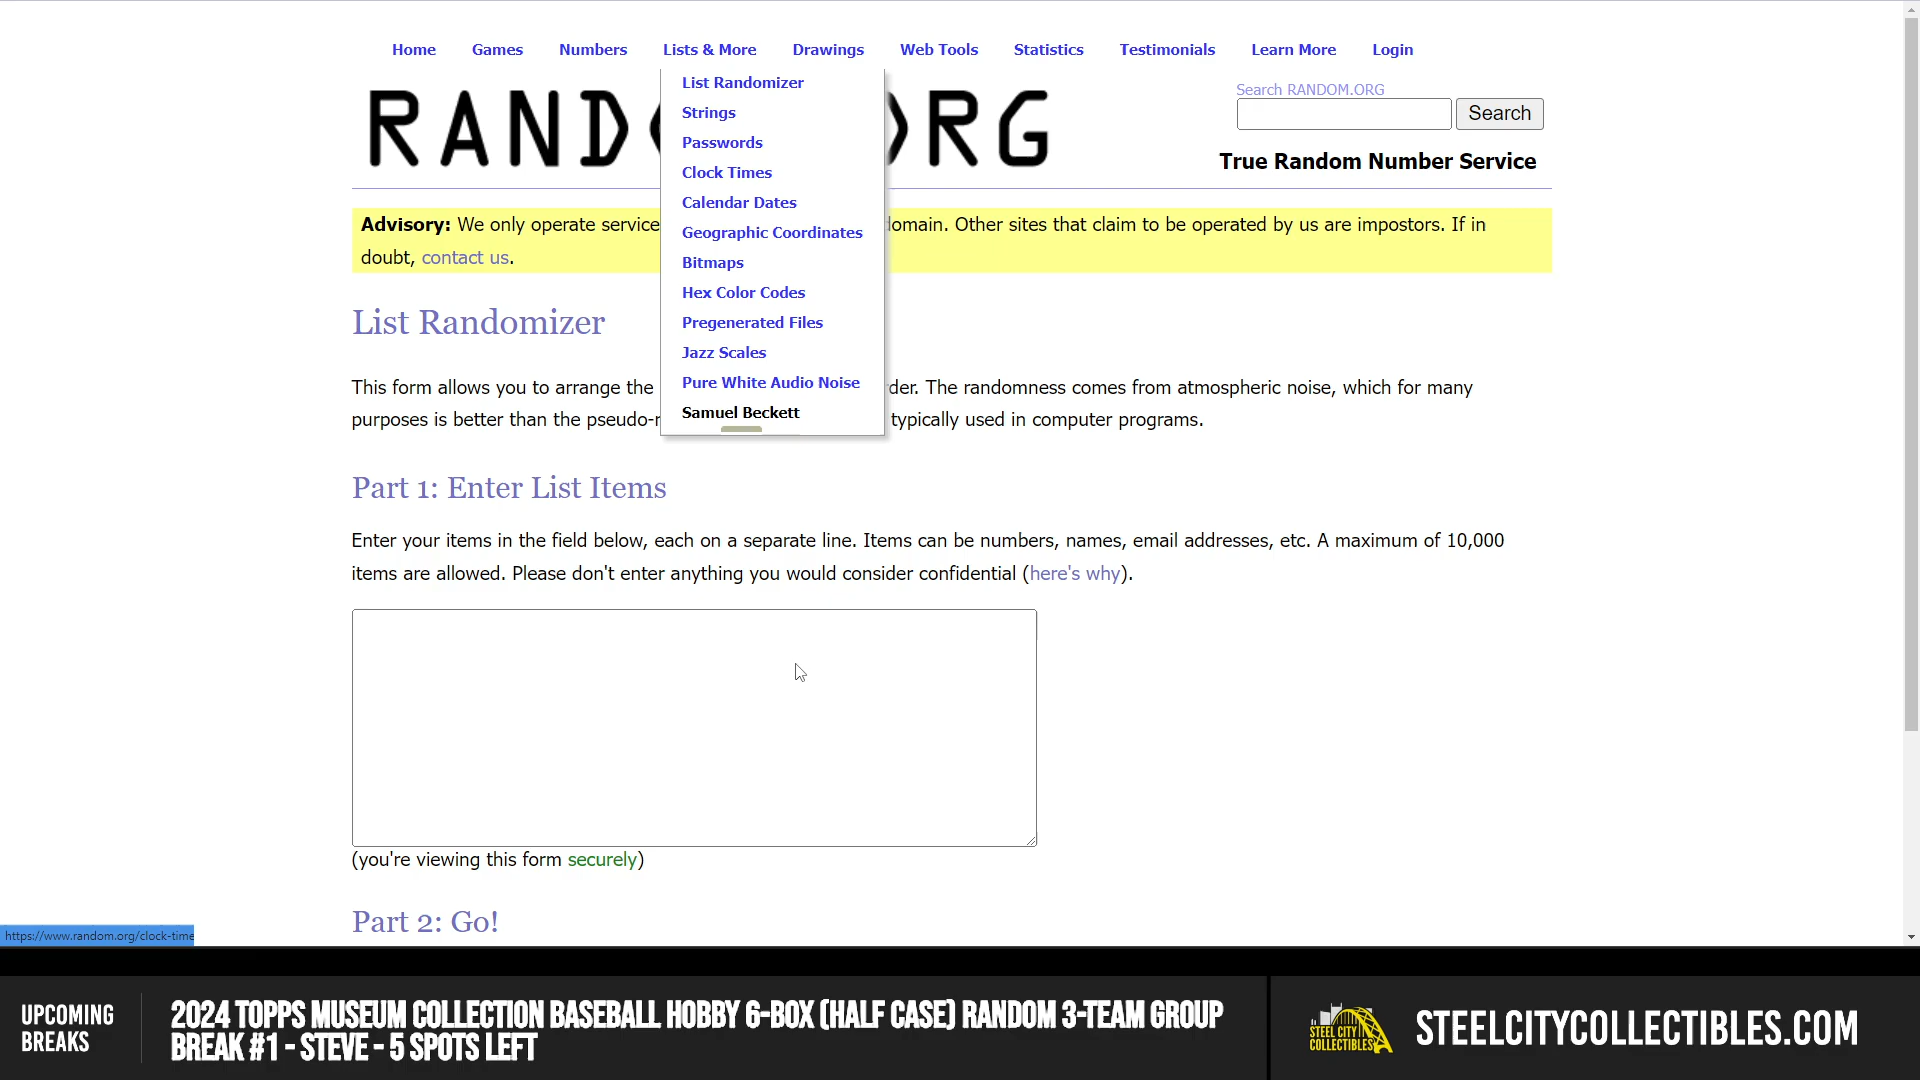 Home Games Numbers Lists & More Drawings Web Tools Statistics Testimonials Learn More Login
List Randomizer
Strings
Passwords
Clock Times
Calendar Dates
Geographic Coordinates
Bitmaps
Hex Color Codes
Pregenerated Files
Jazz Scales
Pure White Audio Noise
Samuel Beckett
RAND RG
Search RANDOM.ORG
Search
True Random Number Service
Advisory: We only operate service domain. Other sites that claim to be operated by us are impostors. If in
doubt, contact us.
List Randomizer
This form allows you to arrange the der. The randomness comes from atmospheric noise, which for many
purposes is better than the pseudo-r typically used in computer programs.
Part 1: Enter List Items
Enter your items in the field below, each on a separate line. Items can be numbers, names, email addresses, etc. A maximum of 10,000
items are allowed. Please don't enter anything you would consider confidential (here's why).
(you're viewing this form securely)
Part 2: Go!
https://www.random.org/clock-time
UPCOMING
BREAKS
2024 TOPPS MUSEUM COLLECTION BASEBALL HOBBY 6-BOX (HALF CASE) RANDOM 3-TEAM GROUP
BREAK #1 - STEVE - 5 SPOTS LEFT
STEEL CITY
COLLECTIBLES
STEELCITYCOLLECTIBLES.COM